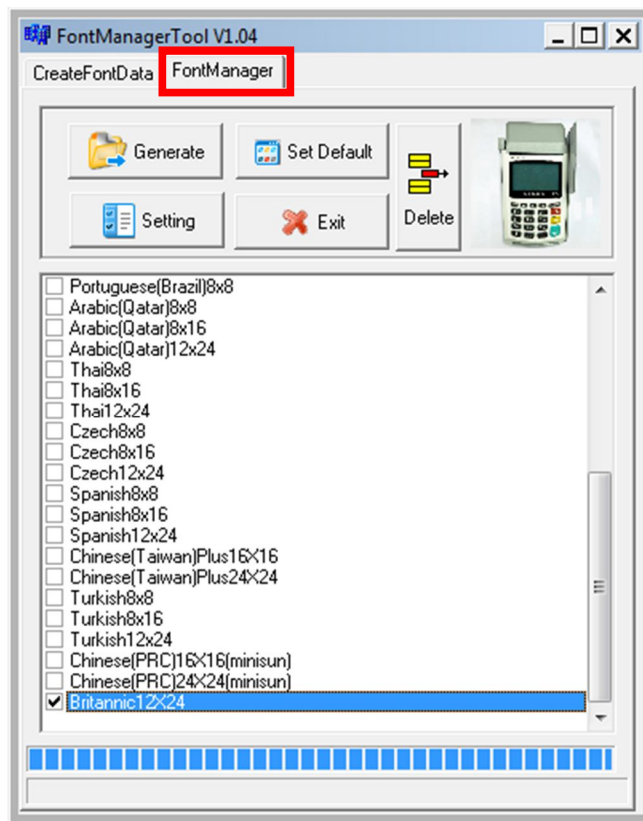 FontManagerTool V1.04
CreateFontData FontManager
Generate Set Default
Setting Exit Delete
Portuguese(Brazil)8x8
Arabic(Qatar)8x8
Arabic(Qatar)8x16
Arabic(Qatar)12x24
Thai8x8
Thai8x16
Thai12x24
Czech8x8
Czech8x16
Czech12x24
Spanish8x8
Spanish8x16
Spanish12x24
Chinese(Taiwan)Plus16X16
Chinese(Taiwan)Plus24X24
Turkish8x8
Turkish8x16
Turkish12x24
Chinese(PRC)16X16(minisun)
Chinese(PRC)24X24(minisun)
Britannic12X24